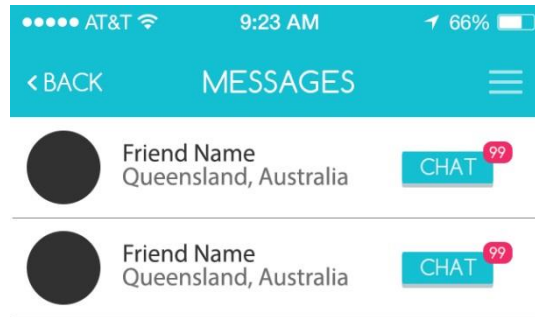 AT&T 9:23 AM 66%
< BACK MESSAGES
Friend Name
Queensland, Australia
CHAT 99
Friend Name
Queensland, Australia
CHAT 99